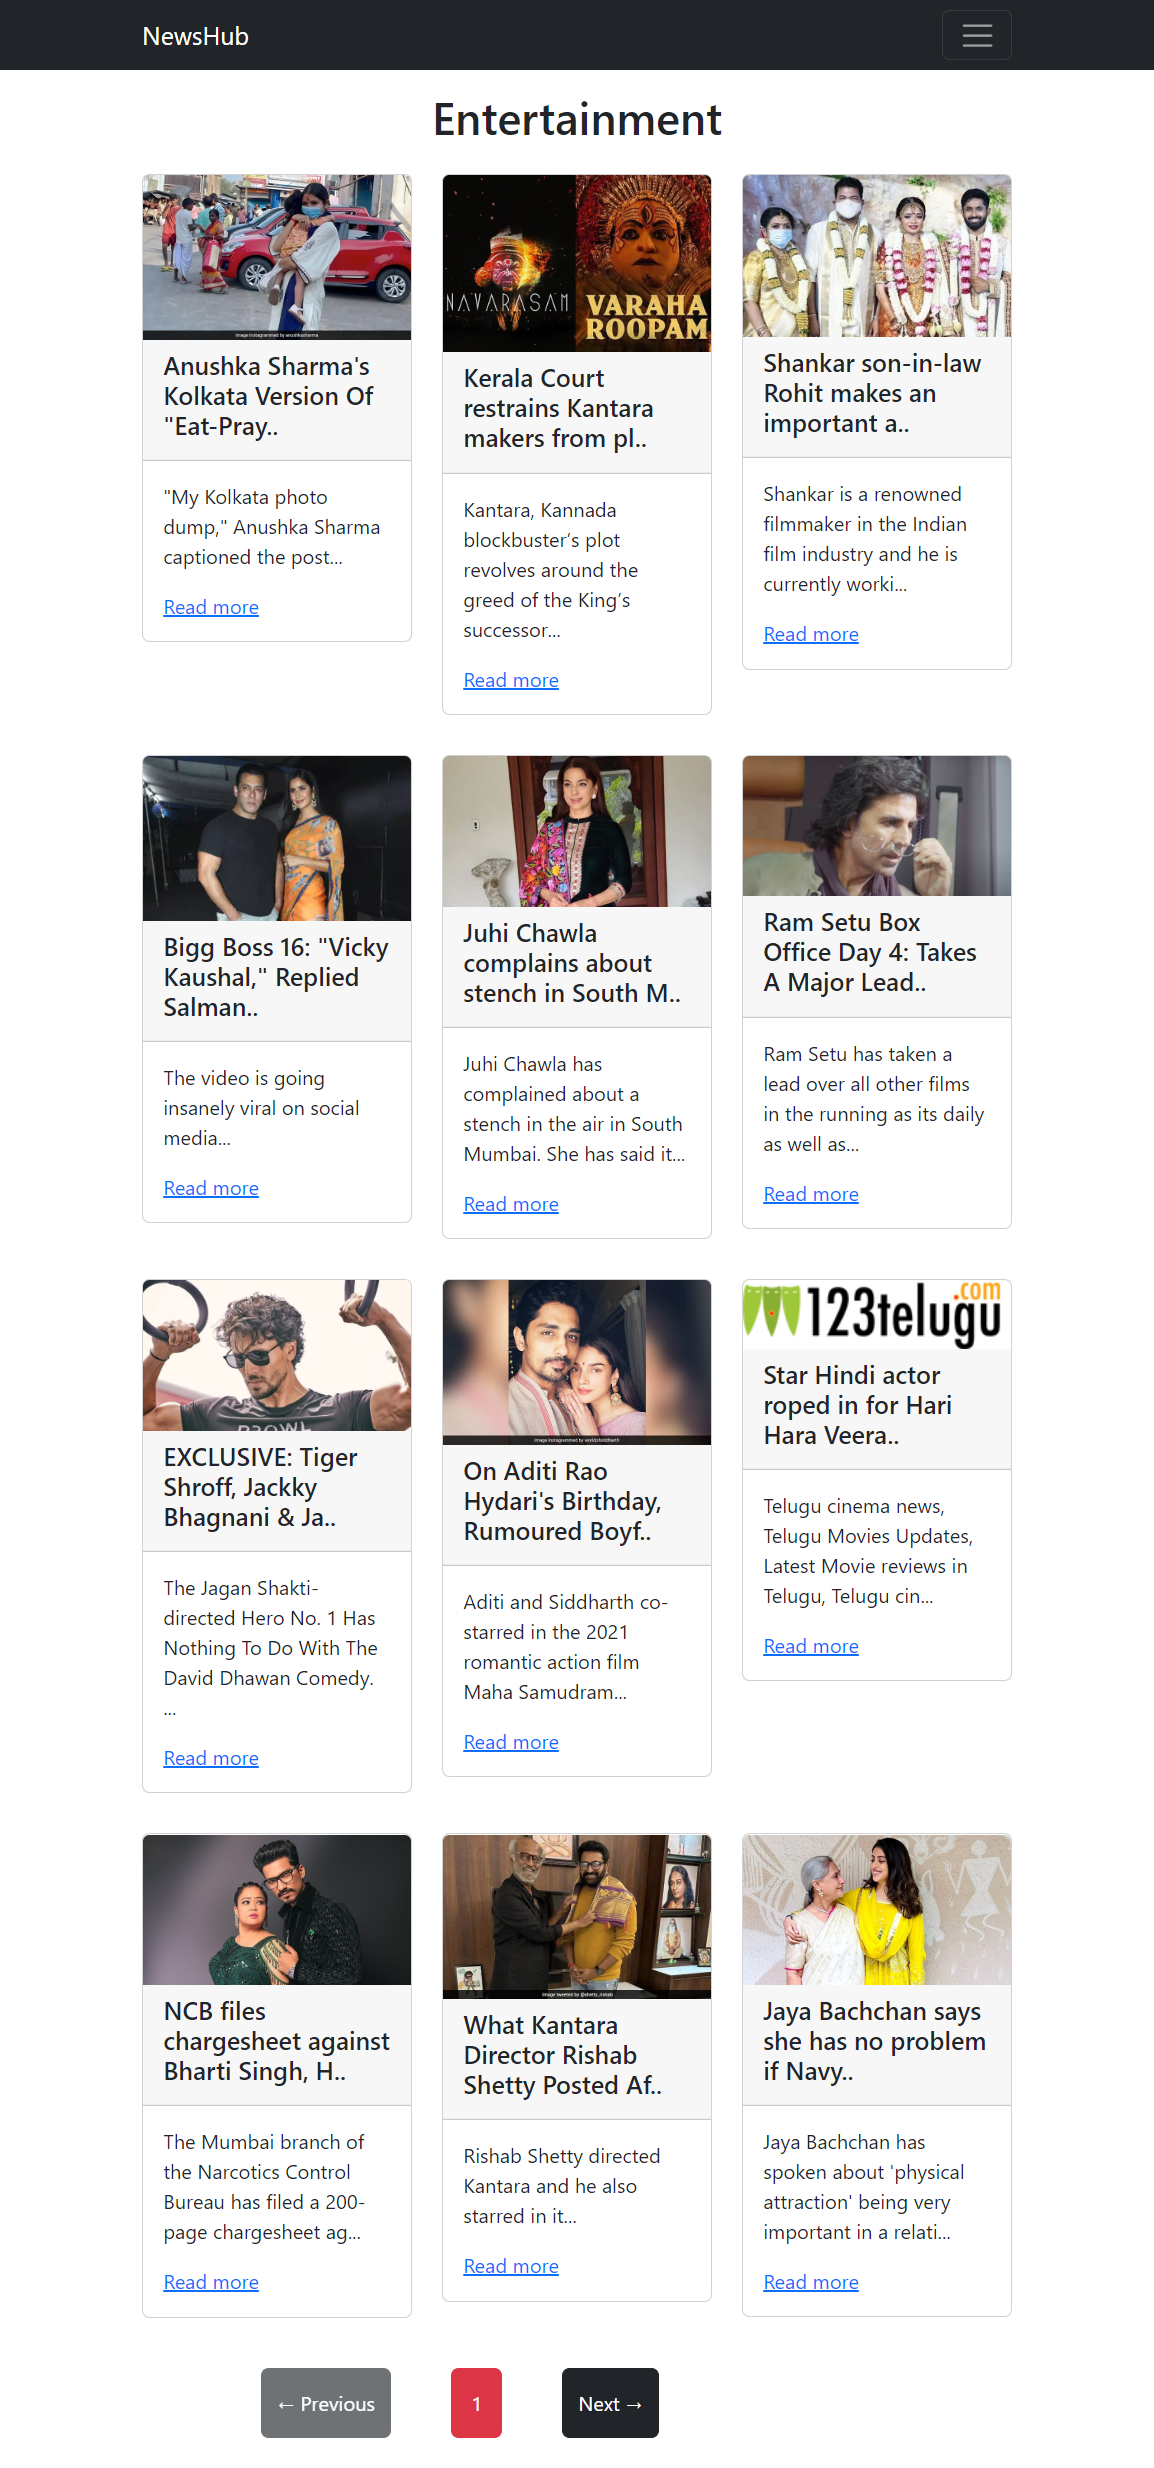 NewsHub
Entertainment
Image Instagrammed by anushkasharma
Anushka Sharma's
Kolkata Version Of
"Eat-Pray..
"My Kolkata photo
dump," Anushka Sharma
captioned the post...
Read more
NAVARASAM
VARAHA
ROOPAM
Kerala Court
restrains Kantara
makers from pl..
Kantara, Kannada
blockbuster’s plot
revolves around the
greed of the King’s
successor...
Read more
Shankar son-in-law
Rohit makes an
important a..
Shankar is a renowned
filmmaker in the Indian
film industry and he is
currently worki...
Read more
Bigg Boss 16: "Vicky
Kaushal," Replied
Salman..
The video is going
insanely viral on social
media...
Read more
Juhi Chawla
complains about
stench in South M..
Juhi Chawla has
complained about a
stench in the air in South
Mumbai. She has said it...
Read more
Ram Setu Box
Office Day 4: Takes
A Major Lead..
Ram Setu has taken a
lead over all other films
in the running as its daily
as well as...
Read more
PROWL
EXCLUSIVE: Tiger
Shroff, Jackky
Bhagnani & Ja..
The Jagan Shakti-
directed Hero No. 1 Has
Nothing To Do With The
David Dhawan Comedy.
...
Read more
Image Instagrammed by worldofsiddharth
On Aditi Rao
Hydari's Birthday,
Rumoured Boyf..
Aditi and Siddharth co-
starred in the 2021
romantic action film
Maha Samudram...
Read more
123telugu.com
Star Hindi actor
roped in for Hari
Hara Veera..
Telugu cinema news,
Telugu Movies Updates,
Latest Movie reviews in
Telugu, Telugu cin...
Read more
NCB files
chargesheet against
Bharti Singh, H..
The Mumbai branch of
the Narcotics Control
Bureau has filed a 200-
page chargesheet ag...
Read more
Image tweeted by @shetty_rishab
What Kantara
Director Rishab
Shetty Posted Af..
Rishab Shetty directed
Kantara and he also
starred in it...
Read more
Jaya Bachchan says
she has no problem
if Navy..
Jaya Bachchan has
spoken about 'physical
attraction' being very
important in a relati...
Read more
← Previous
1
Next →